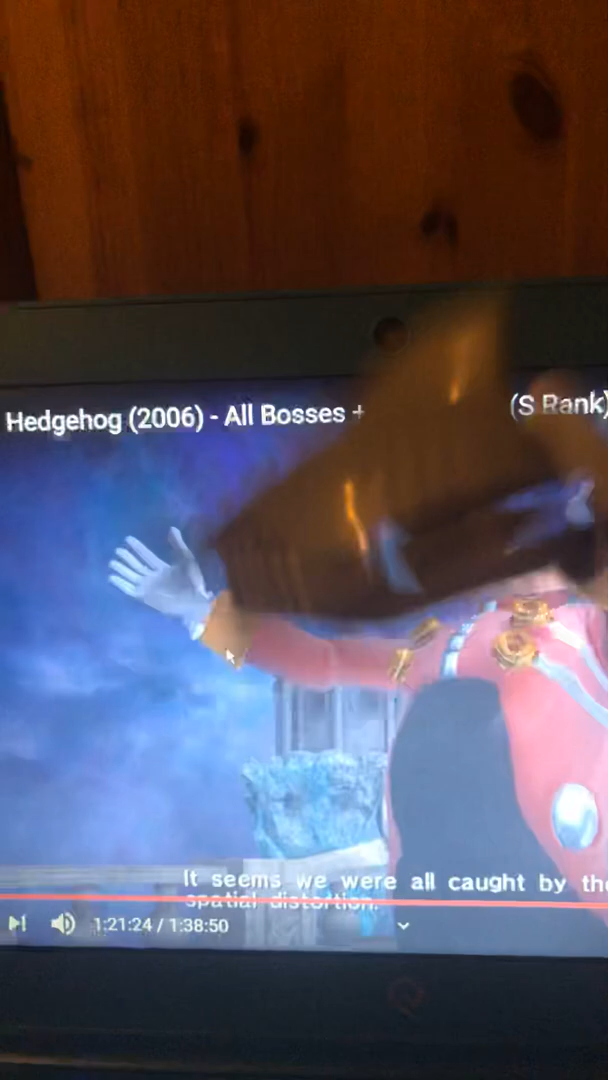 Hedgehog (2006) - All Bosses + (S Rank)
It seems we were all caught by the
spatial distortion.
1:21:24 / 1:38:50